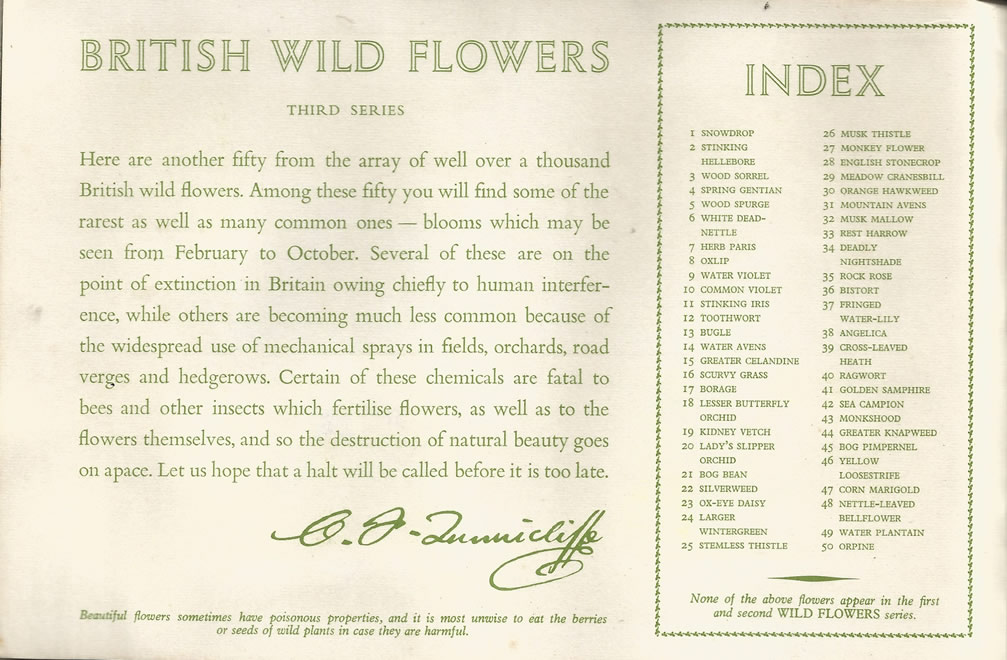 BRITISH WILD FLOWERS
THIRD SERIES
Here are another fifty from the array of well over a thousand
British wild flowers. Among these fifty you will find some of the
rarest as well as many common ones — blooms which may be
seen from February to October. Several of these are on the
point of extinction in Britain owing chiefly to human interfer-
ence, while others are becoming much less common because of
the widespread use of mechanical sprays in fields, orchards, road
verges and hedgerows. Certain of these chemicals are fatal to
bees and other insects which fertilise flowers, as well as to the
flowers themselves, and so the destruction of natural beauty goes
on apace. Let us hope that a halt will be called before it is too late.
C. F. Tunnicliffe
Beautiful flowers sometimes have poisonous properties, and it is most unwise to eat the berries
or seeds of wild plants in case they are harmful.
INDEX
1 SNOWDROP
2 STINKING
HELLEBORE
3 WOOD SORREL
4 SPRING GENTIAN
5 WOOD SPURGE
6 WHITE DEAD-
NETTLE
7 HERB PARIS
8 OXLIP
9 WATER VIOLET
10 COMMON VIOLET
11 STINKING IRIS
12 TOOTHWORT
13 BUGLE
14 WATER AVENS
15 GREATER CELANDINE
16 SCURVY GRASS
17 BORAGE
18 LESSER BUTTERFLY
ORCHID
19 KIDNEY VETCH
20 LADY'S SLIPPER
ORCHID
21 BOG BEAN
22 SILVERWEED
23 OX-EYE DAISY
24 LARGER
WINTERGREEN
25 STEMLESS THISTLE
26 MUSK THISTLE
27 MONKEY FLOWER
28 ENGLISH STONECROP
29 MEADOW CRANESBILL
30 ORANGE HAWKWEED
31 MOUNTAIN AVENS
32 MUSK MALLOW
33 REST HARROW
34 DEADLY
NIGHTSHADE
35 ROCK ROSE
36 BISTORT
37 FRINGED
WATER-LILY
38 ANGELICA
39 CROSS-LEAVED
HEATH
40 RAGWORT
41 GOLDEN SAMPHIRE
42 SEA CAMPION
43 MONKSHOOD
44 GREATER KNAPWEED
45 BOG PIMPERNEL
46 YELLOW
LOOSESTRIFE
47 CORN MARIGOLD
48 NETTLE-LEAVED
BELLFLOWER
49 WATER PLANTAIN
50 ORPINE
None of the above flowers appear in the first
and second WILD FLOWERS series.